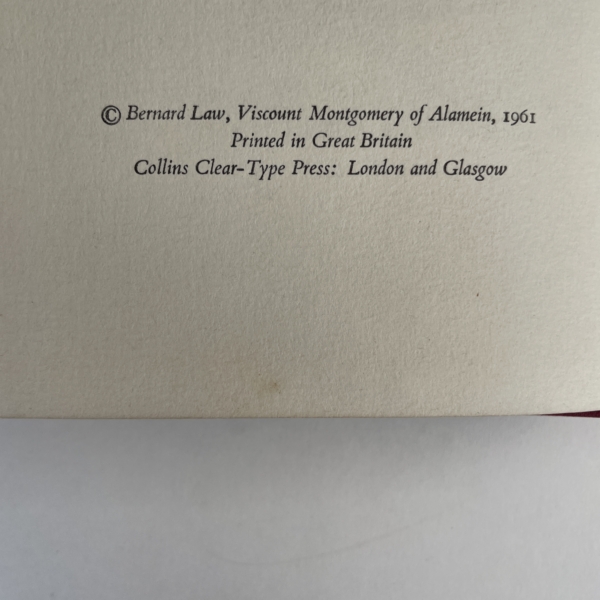 © Bernard Law, Viscount Montgomery of Alamein, 1961
Printed in Great Britain
Collins Clear-Type Press: London and Glasgow